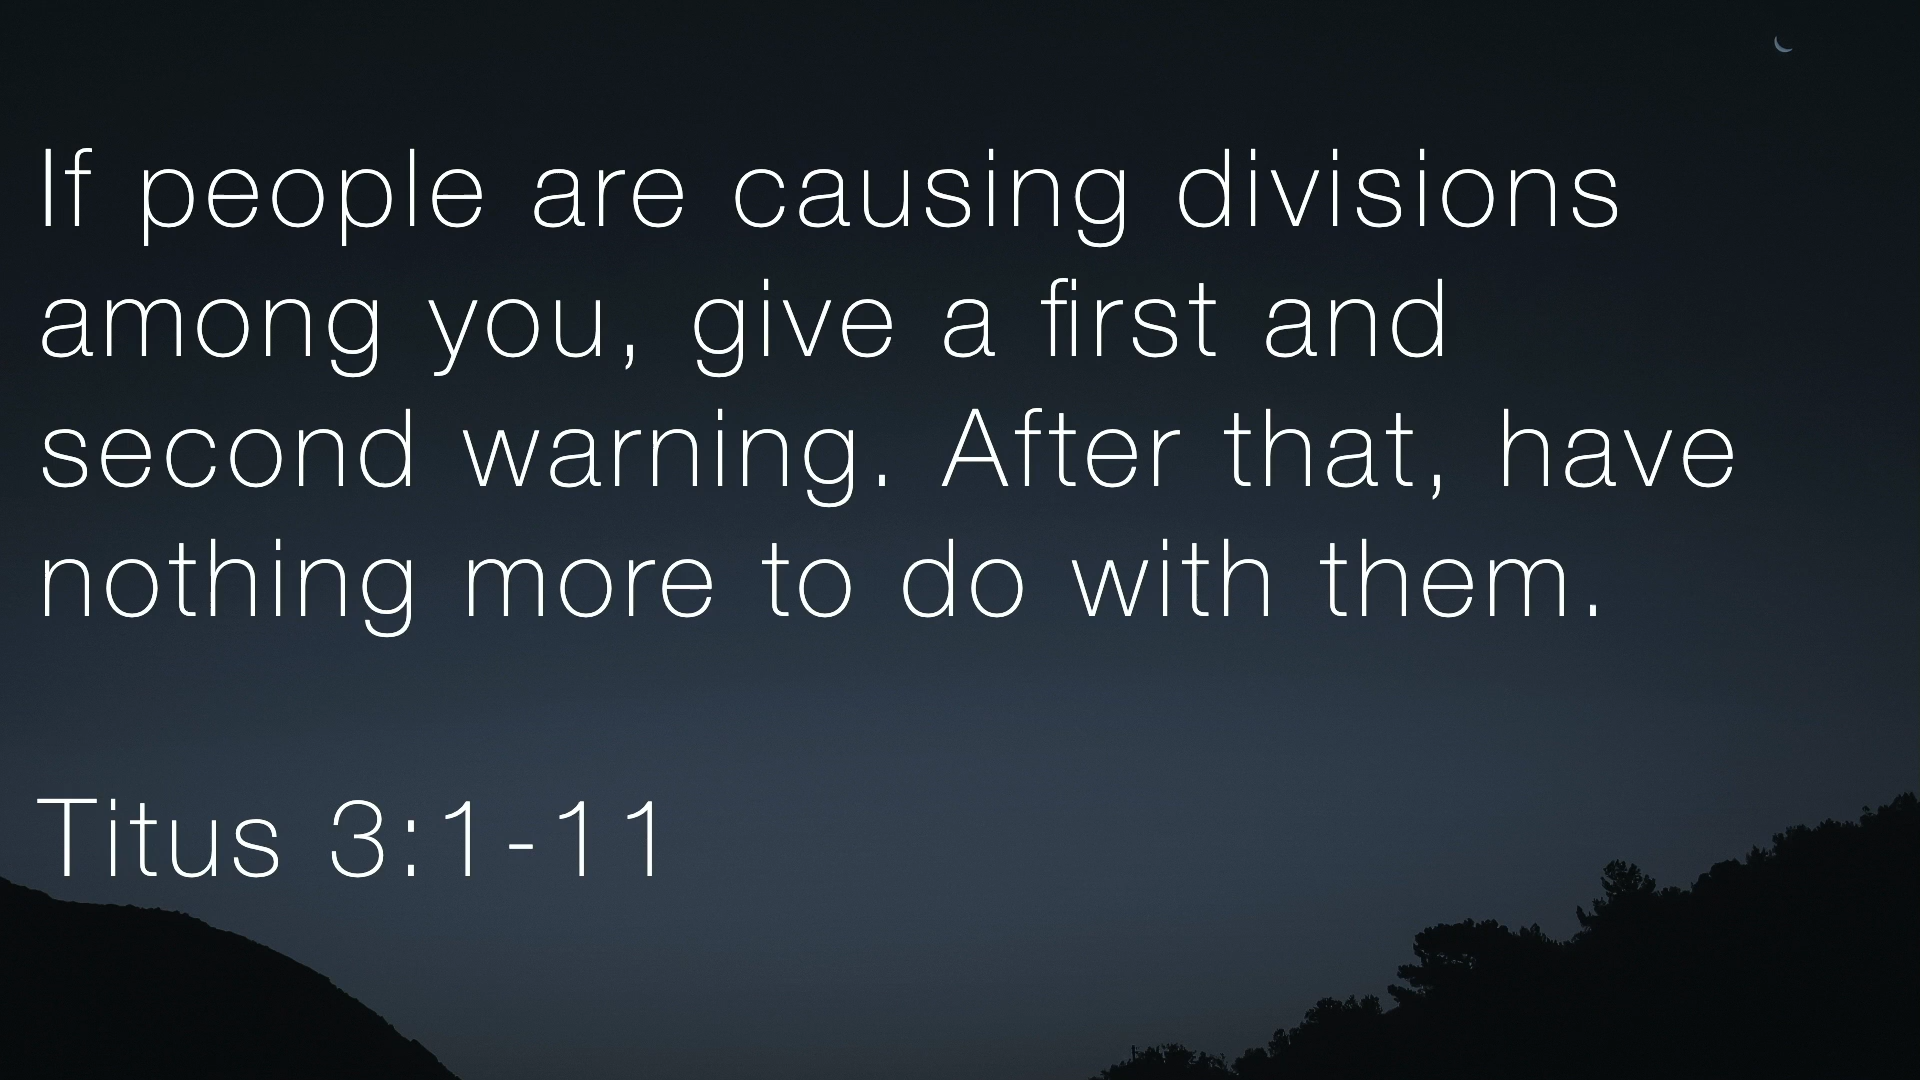 If people are causing divisions
among you, give a first and
second warning. After that, have
nothing more to do with them.
Titus 3:1-11